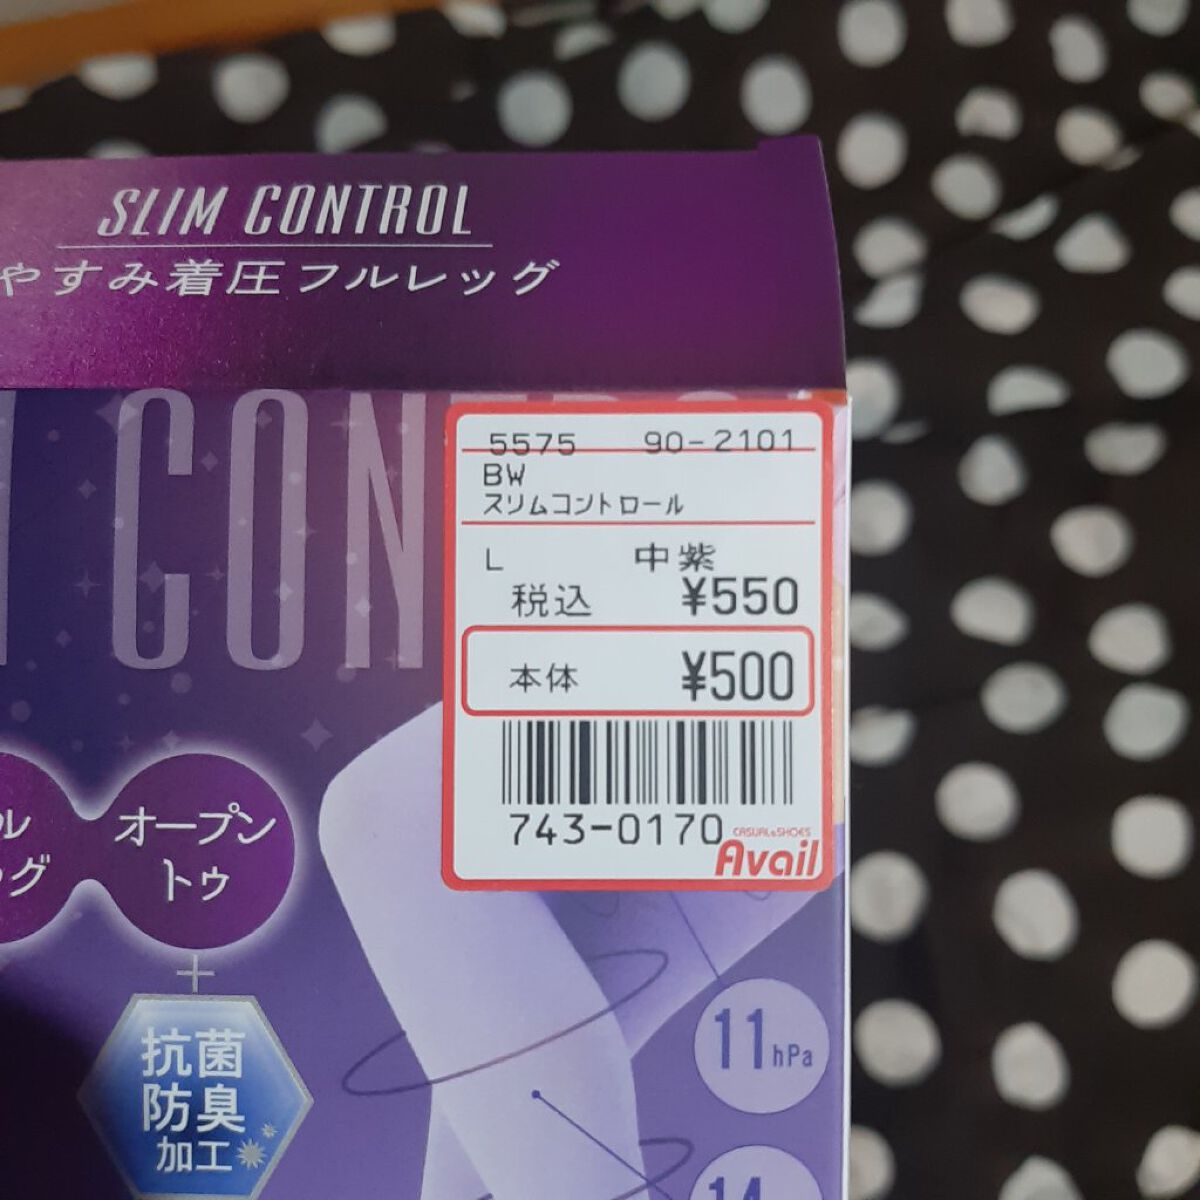 SLIM CONTROL
やすみ着圧フルレッグ
CONTROL
5575 90-2101
BW
スリムコントロール
L 中紫
税込 ¥550
本体 ¥500
743-0170
CASUAL&SHOES
Avail
オープン
トゥ
+
抗菌
防臭
加工
11hPa
14